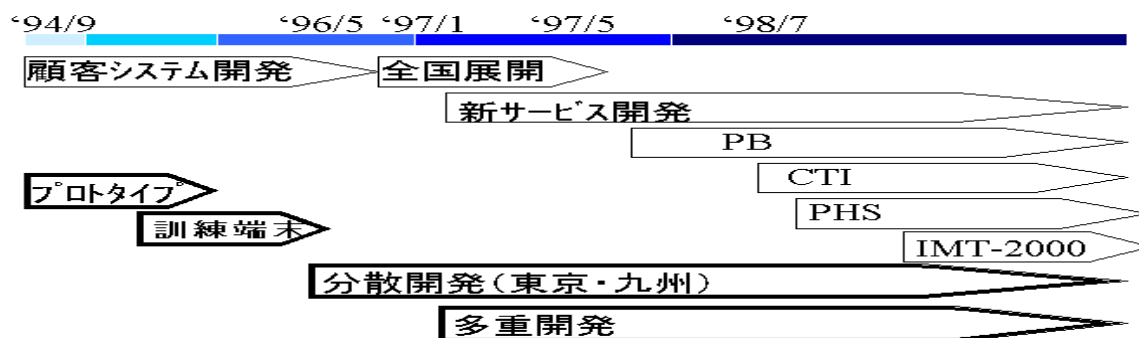 ‘94/9 ‘96/5 ‘97/1 ‘97/5 ‘98/7
顧客システム開発 全国展開
新サービス開発
PB
CTI
プロトタイプ
PHS
訓練端末
IMT-2000
分散開発(東京・九州)
多重開発